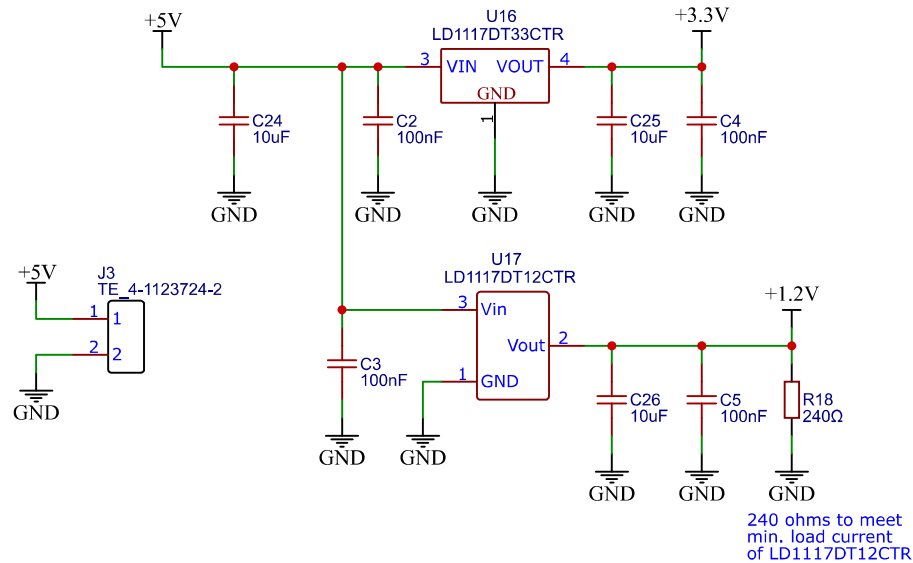 +5V
U16
LD1117DT33CTR
+3.3V
3
VIN
VOUT
4
GND
1
C24
10uF
C2
100nF
C25
10uF
C4
100nF
GND
GND
GND
GND
GND
+5V
J3
TE_4-1123724-2
1
1
2
2
GND
U17
LD1117DT12CTR
+1.2V
3
Vin
Vout
2
1
GND
C3
100nF
C26
10uF
C5
100nF
R18
240Ω
GND
GND
GND
GND
GND
240 ohms to meet
min. load current
of LD1117DT12CTR